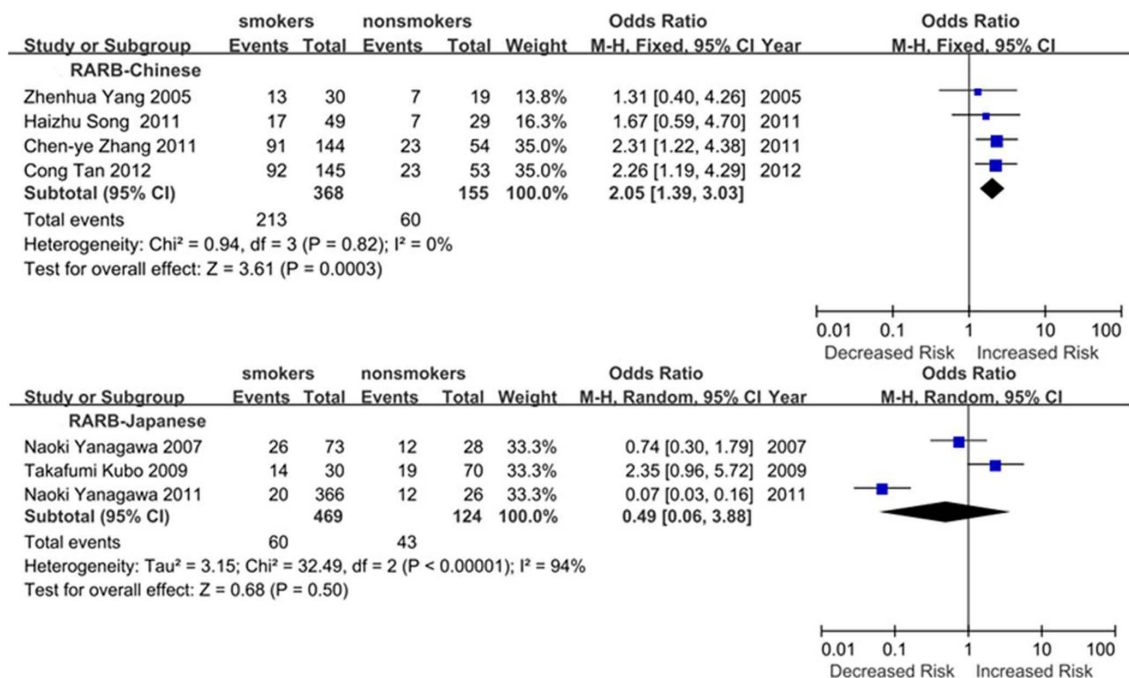 smokers nonsmokers Odds Ratio Odds Ratio
Study or Subgroup Events Total Events Total Weight M-H, Fixed, 95% CI Year M-H, Fixed, 95% CI
RARB-Chinese
Zhenhua Yang 2005 13 30 7 19 13.8% 1.31 [0.40, 4.26] 2005
Haizhu Song 2011 17 49 7 29 16.3% 1.67 [0.59, 4.70] 2011
Chen-ye Zhang 2011 91 144 23 54 35.0% 2.31 [1.22, 4.38] 2011
Cong Tan 2012 92 145 23 53 35.0% 2.26 [1.19, 4.29] 2012
Subtotal (95% CI) 368 155 100.0% 2.05 [1.39, 3.03]
Total events 213 60
Heterogeneity: Chi² = 0.94, df = 3 (P = 0.82); I² = 0%
Test for overall effect: Z = 3.61 (P = 0.0003)
0.01 0.1 1 10 100
Decreased Risk Increased Risk
smokers nonsmokers Odds Ratio Odds Ratio
Study or Subgroup Events Total Events Total Weight M-H, Random, 95% CI Year M-H, Random, 95% CI
RARB-Japanese
Naoki Yanagawa 2007 26 73 12 28 33.3% 0.74 [0.30, 1.79] 2007
Takafumi Kubo 2009 14 30 19 70 33.3% 2.35 [0.96, 5.72] 2009
Naoki Yanagawa 2011 20 366 12 26 33.3% 0.07 [0.03, 0.16] 2011
Subtotal (95% CI) 469 124 100.0% 0.49 [0.06, 3.88]
Total events 60 43
Heterogeneity: Tau² = 3.15; Chi² = 32.49, df = 2 (P < 0.00001); I² = 94%
Test for overall effect: Z = 0.68 (P = 0.50)
0.01 0.1 1 10 100
Decreased Risk Increased Risk